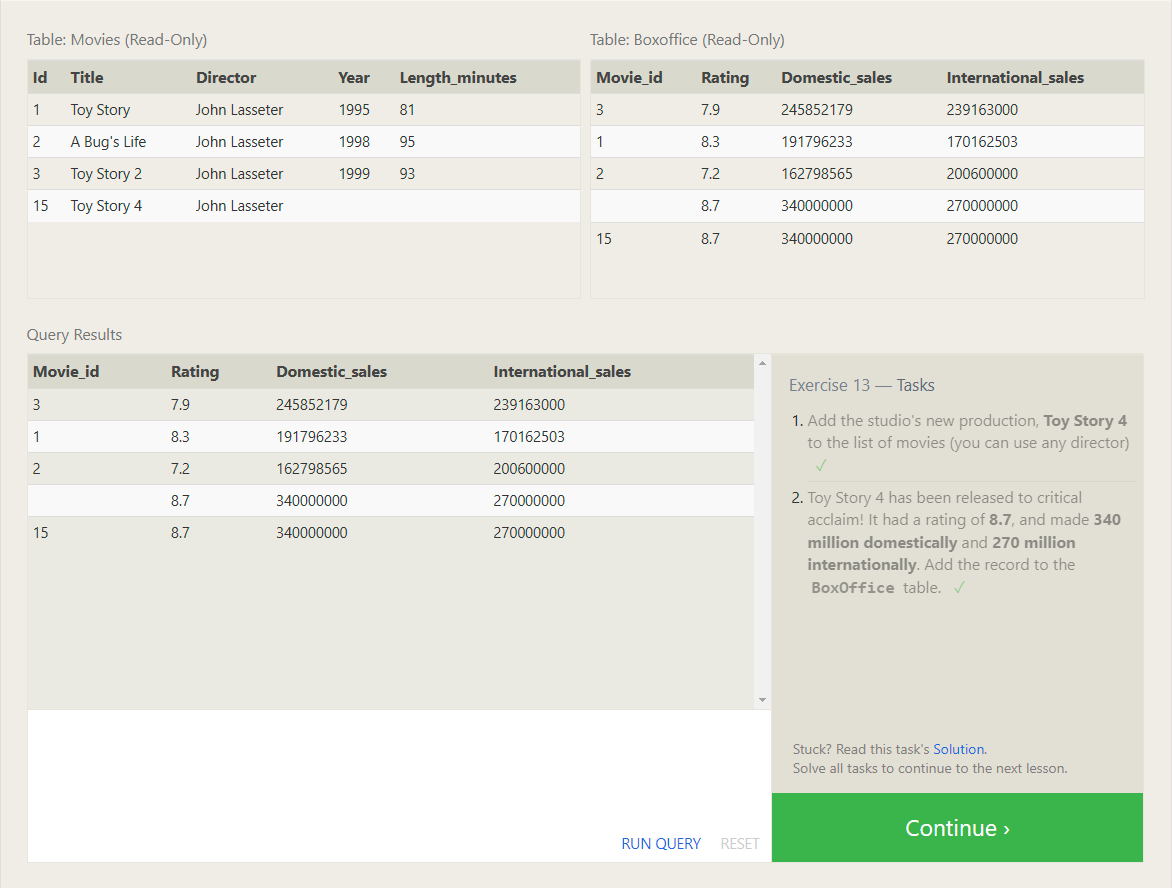 Table: Movies (Read-Only)
Id Title Director Year Length_minutes
1 Toy Story John Lasseter 1995 81
2 A Bug's Life John Lasseter 1998 95
3 Toy Story 2 John Lasseter 1999 93
15 Toy Story 4 John Lasseter
Table: Boxoffice (Read-Only)
Movie_id Rating Domestic_sales International_sales
3 7.9 245852179 239163000
1 8.3 191796233 170162503
2 7.2 162798565 200600000
8.7 340000000 270000000
15 8.7 340000000 270000000
Query Results
Movie_id Rating Domestic_sales International_sales
3 7.9 245852179 239163000
1 8.3 191796233 170162503
2 7.2 162798565 200600000
8.7 340000000 270000000
15 8.7 340000000 270000000
RUN QUERY RESET
Exercise 13 — Tasks
1. Add the studio's new production, Toy Story 4
to the list of movies (you can use any director)
✓
2. Toy Story 4 has been released to critical
acclaim! It had a rating of 8.7, and made 340
million domestically and 270 million
internationally. Add the record to the
BoxOffice table. ✓
Stuck? Read this task's Solution.
Solve all tasks to continue to the next lesson.
Continue ›